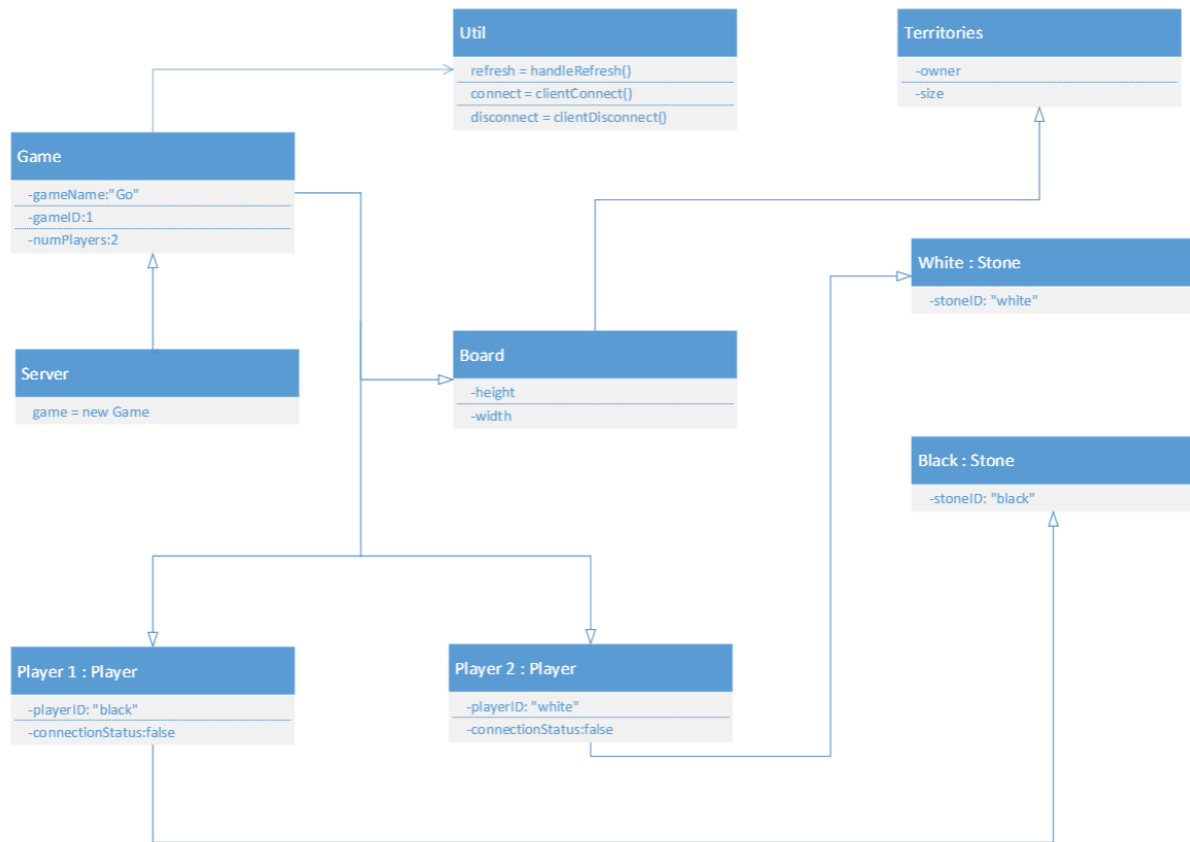 Util
refresh = handleRefresh()
connect = clientConnect()
disconnect = clientDisconnect()
Territories
-owner
-size
Game
-gameName:"Go"
-gameID:1
-numPlayers:2
White : Stone
-stoneID: "white"
Server
game = new Game
Board
-height
-width
Black : Stone
-stoneID: "black"
Player 1 : Player
-playerID: "black"
-connectionStatus:false
Player 2 : Player
-playerID: "white"
-connectionStatus:false